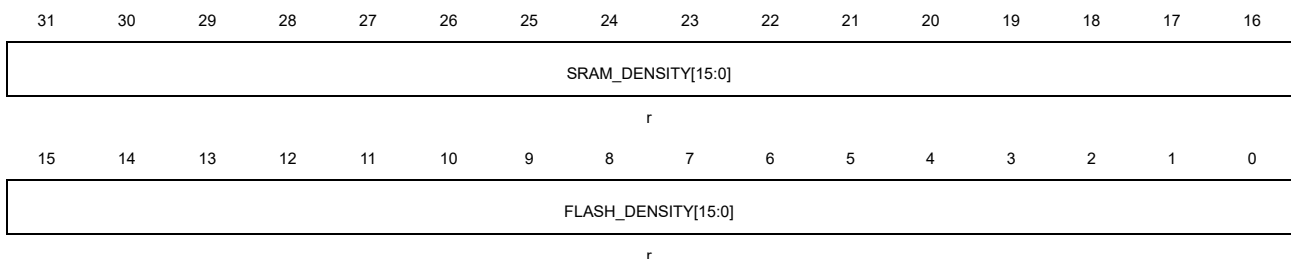 31 30 29 28 27 26 25 24 23 22 21 20 19 18 17 16
SRAM_DENSITY[15:0]
r
15 14 13 12 11 10 9 8 7 6 5 4 3 2 1 0
FLASH_DENSITY[15:0]
r